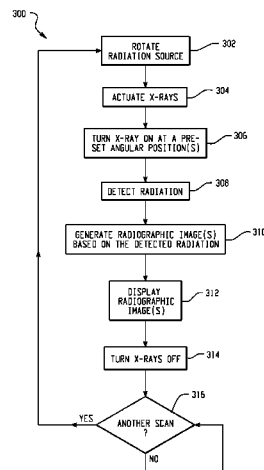 300
ROTATE
RADIATION SOURCE
302
ACTUATE X-RAYS
304
TURN X-RAY ON AT A PRE-
SET ANGULAR POSITION(S)
306
DETECT RADIATION
308
GENERATE RADIOGRAPHIC IMAGE(S)
BASED ON THE DETECTED RADIATION
310
DISPLAY
RADIOGRAPHIC
IMAGE(S)
312
TURN X-RAYS OFF
314
316
YES
ANOTHER SCAN
?
NO